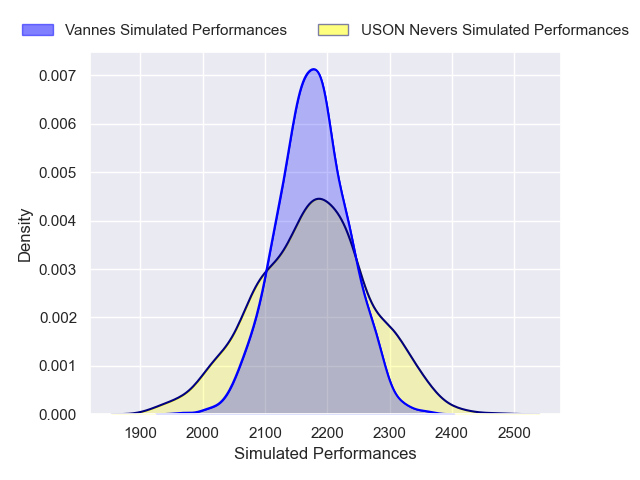 Vannes Simulated Performances USON Nevers Simulated Performances
0.007
0.006
0.005
0.004
0.003
0.002
0.001
0.000
Density
1900 2000 2100 2200 2300 2400 2500
Simulated Performances